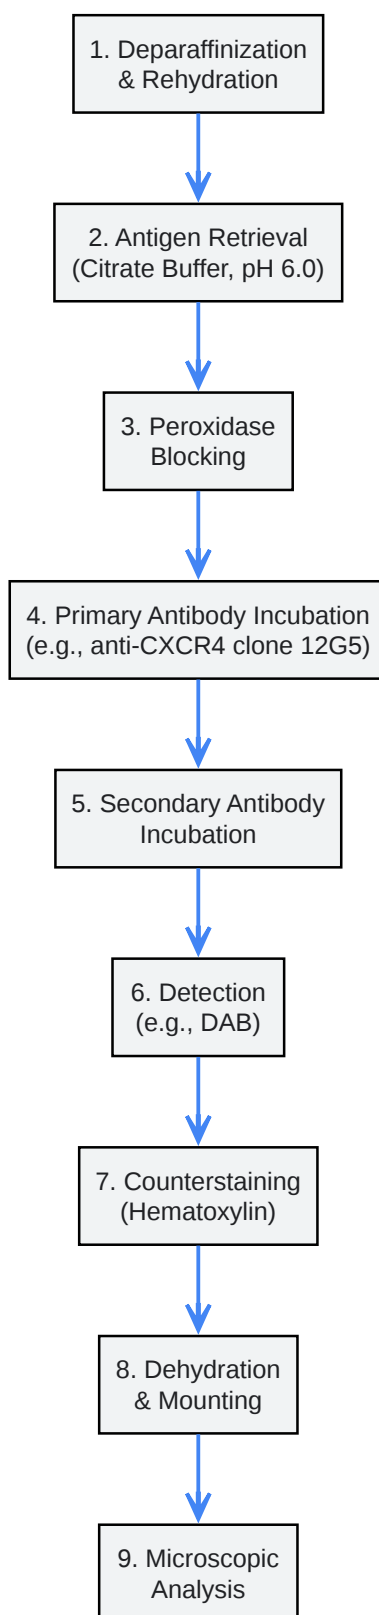 1. Deparaffinization
& Rehydration
2. Antigen Retrieval
(Citrate Buffer, pH 6.0)
3. Peroxidase
Blocking
4. Primary Antibody Incubation
(e.g., anti-CXCR4 clone 12G5)
5. Secondary Antibody
Incubation
6. Detection
(e.g., DAB)
7. Counterstaining
(Hematoxylin)
8. Dehydration
& Mounting
9. Microscopic
Analysis